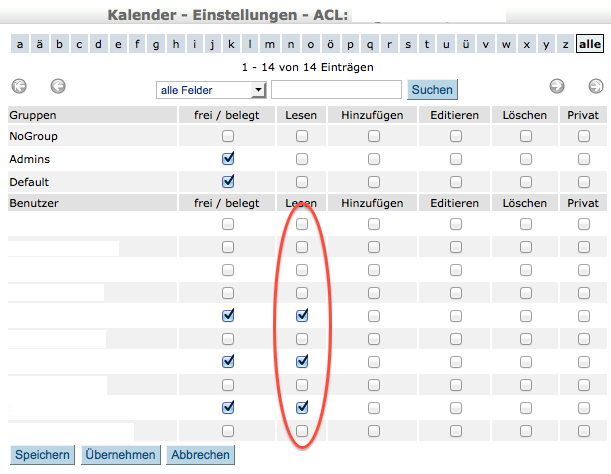 Kalender - Einstellungen - ACL:
a ä b c d e f g h i j k l m n o ö p q r s t u ü v w x y z alle
1 - 14 von 14 Einträgen
alle Felder Suchen
Gruppen frei / belegt Lesen Hinzufügen Editieren Löschen Privat
NoGroup
Admins
Default
Benutzer frei / belegt Lesen Hinzufügen Editieren Löschen Privat
Speichern Übernehmen Abbrechen